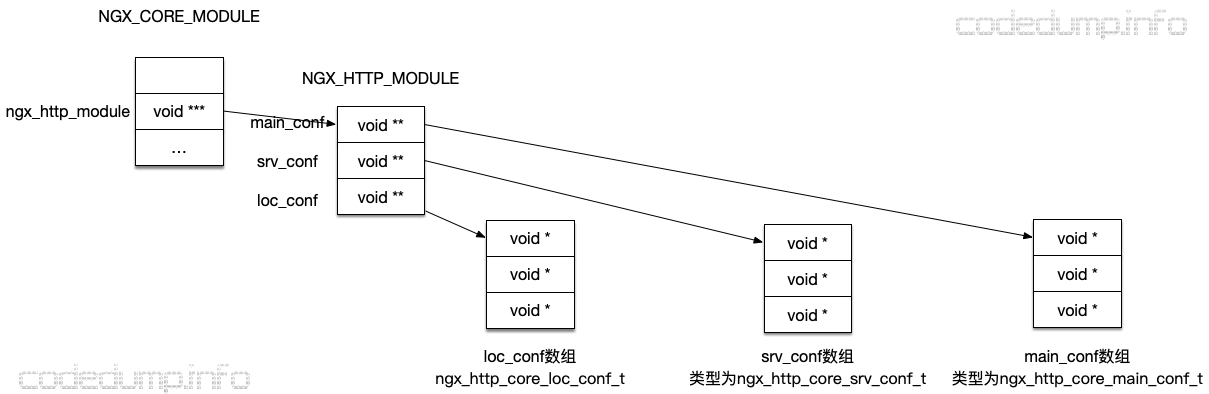 NGX_CORE_MODULE
codedump.info
NGX_HTTP_MODULE
ngx_http_module
void ***
...
main_conf
void **
srv_conf
void **
loc_conf
void **
void *
void *
void *
void *
void *
void *
void *
void *
void *
loc_conf数组
ngx_http_core_loc_conf_t
srv_conf数组
类型为ngx_http_core_srv_conf_t
main_conf数组
类型为ngx_http_core_main_conf_t
codedump.info